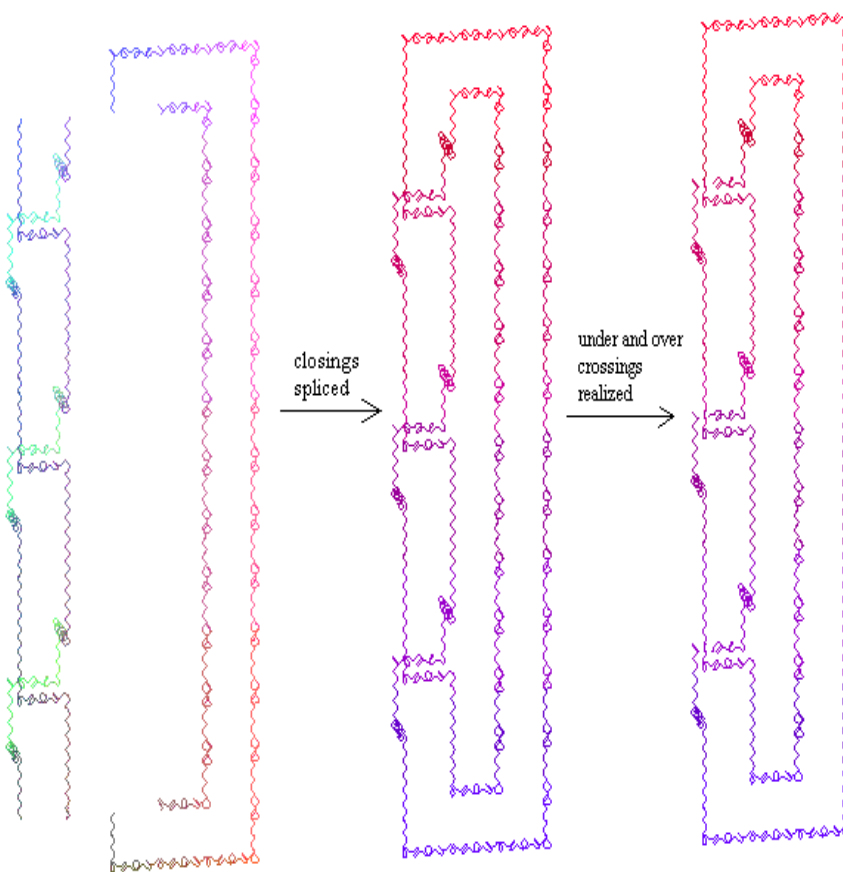 closings
spliced
under and over
crossings
realized